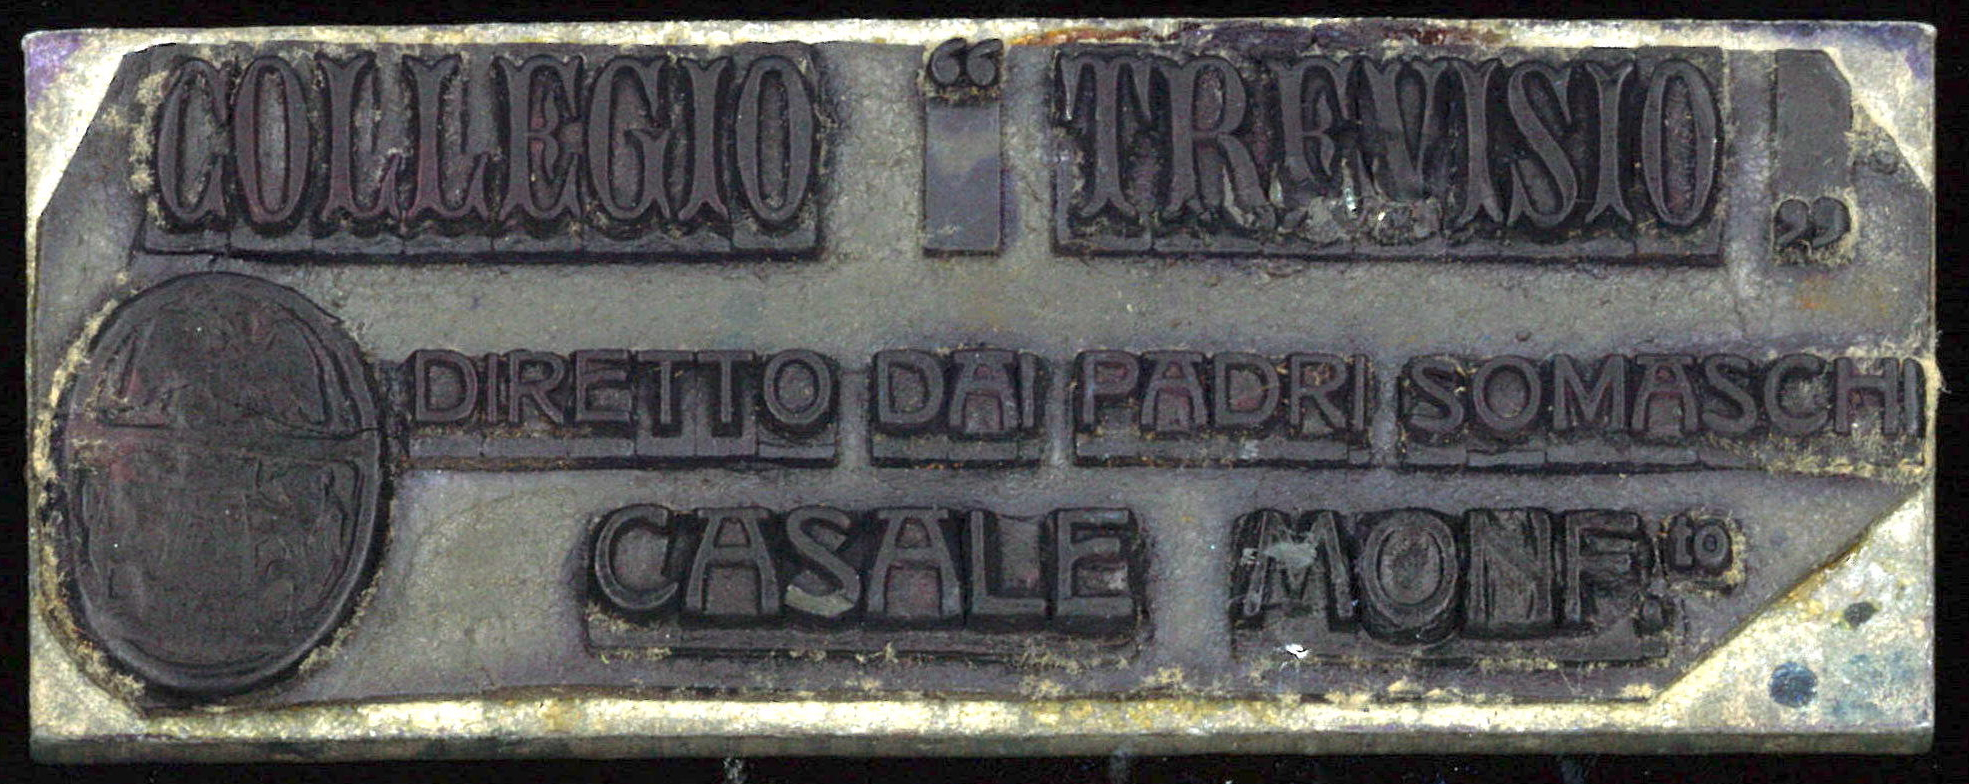 COLLEGIO “ TREVISIO „
DIRETTO DAI PADRI SOMASCHI
CASALE MONF.to